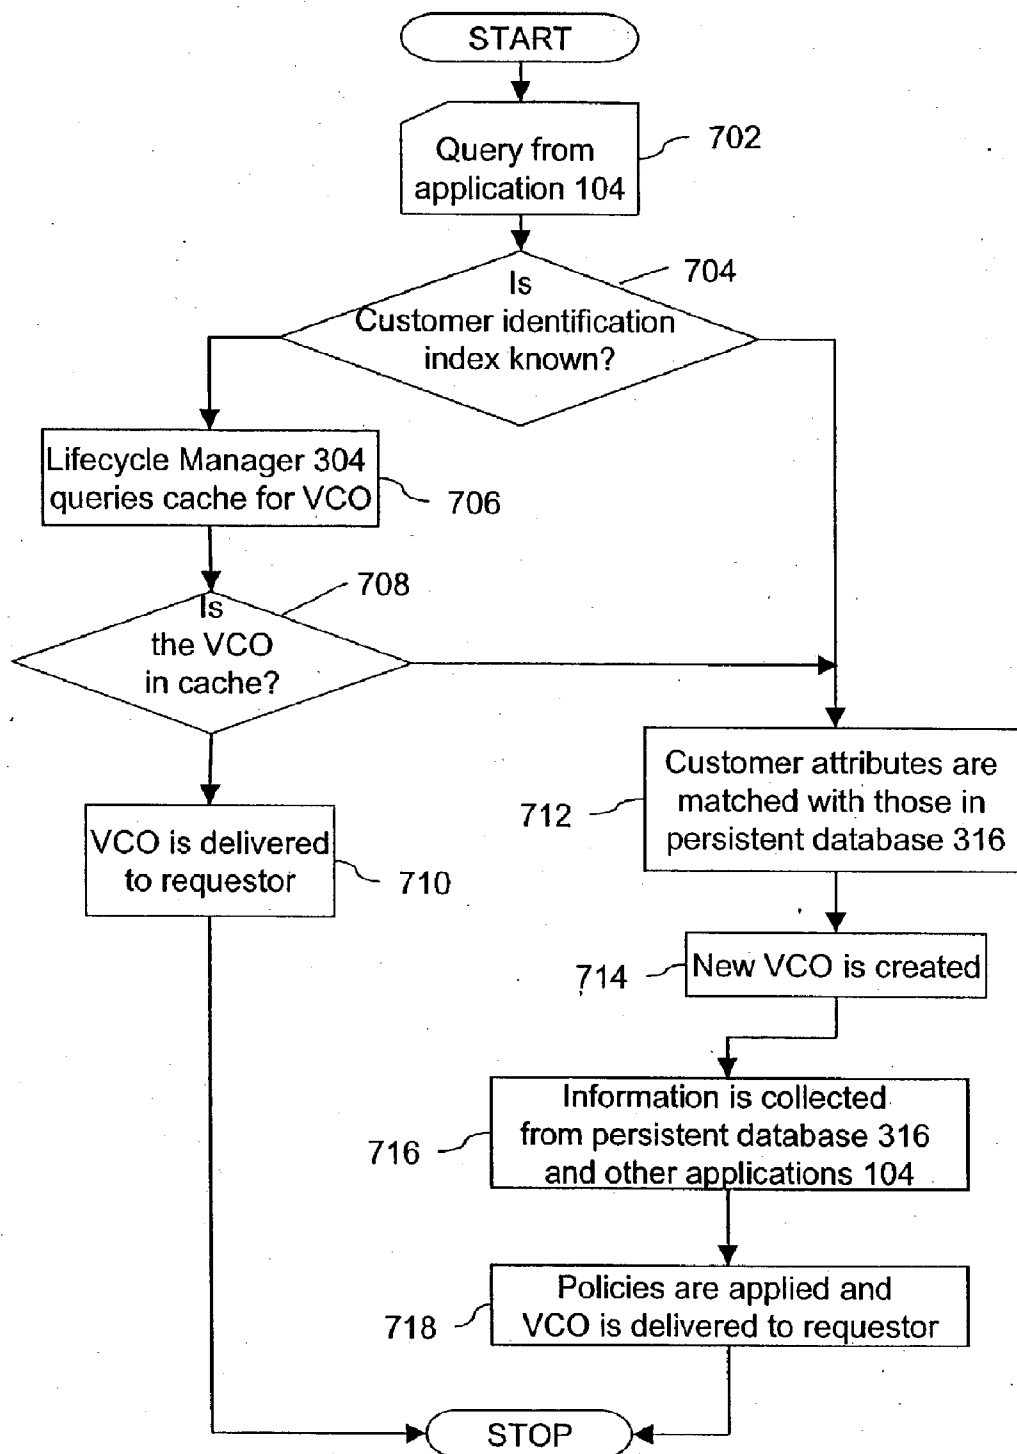 START
Query from
application 104
702
Is
Customer identification
index known?
704
Lifecycle Manager 304
queries cache for VCO
706
Is
the VCO
in cache?
708
VCO is delivered
to requestor
710
Customer attributes are
matched with those in
persistent database 316
712
New VCO is created
714
Information is collected
from persistent database 316
and other applications 104
716
Policies are applied and
VCO is delivered to requestor
718
STOP